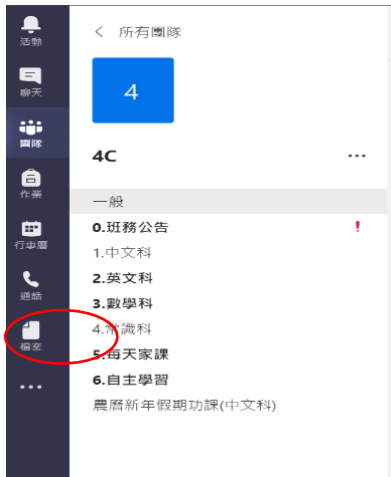 活動
聊天
團隊
作業
行事曆
通話
檔案
...
< 所有團隊
4
4C
...
一般
0.班務公告 !
1.中文科
2.英文科
3.數學科
4.常識科
5.每天家課
6.自主學習
農曆新年假期功課(中文科)